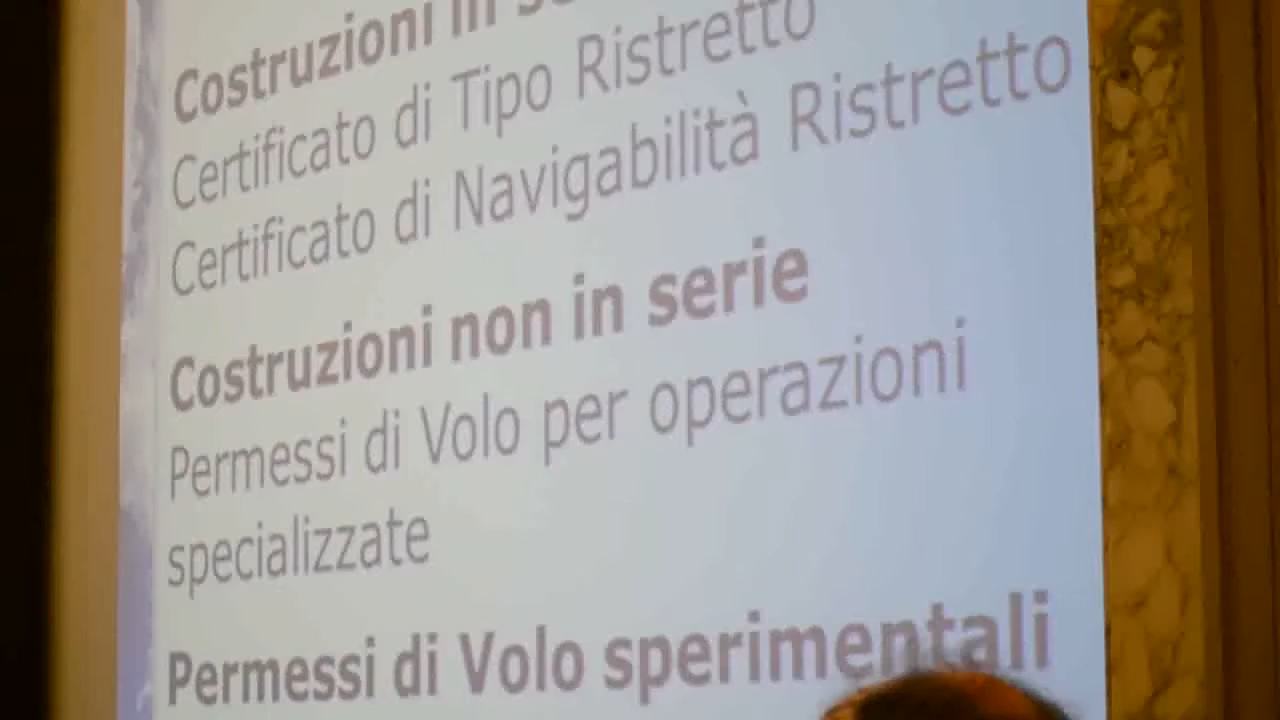 Costruzioni in
Certificato di Tipo Ristretto
Certificato di Navigabilità Ristretto
Costruzioni non in serie
Permessi di Volo per operazioni
specializzate
Permessi di Volo sperimentali